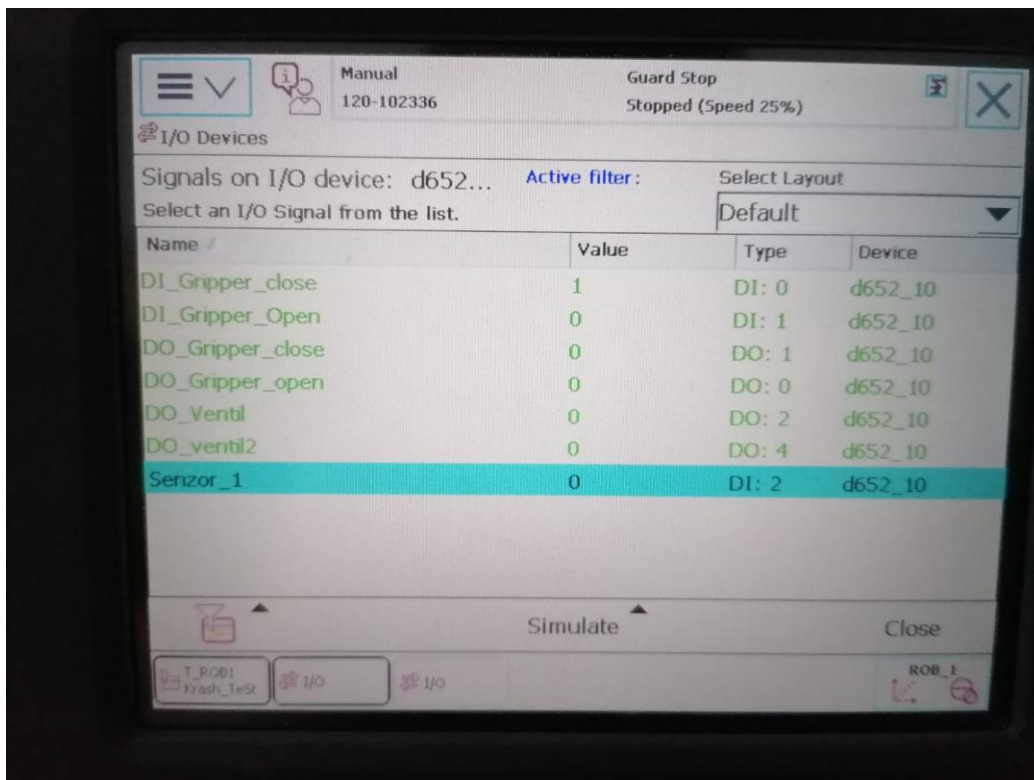 Manual Guard Stop
120-102336 Stopped (Speed 25%)
I/O Devices
Signals on I/O device: d652... Active filter: Select Layout
Select an I/O Signal from the list. Default
Name Value Type Device
DI_Gripper_close 1 DI: 0 d652_10
DI_Gripper_Open 0 DI: 1 d652_10
DO_Gripper_close 0 DO: 1 d652_10
DO_Gripper_open 0 DO: 0 d652_10
DO_Ventil 0 DO: 2 d652_10
DO_ventil2 0 DO: 4 d652_10
Senzor_1 0 DI: 2 d652_10
Simulate Close
T_ROB1
Krash_TeSt I/O I/O ROB_1